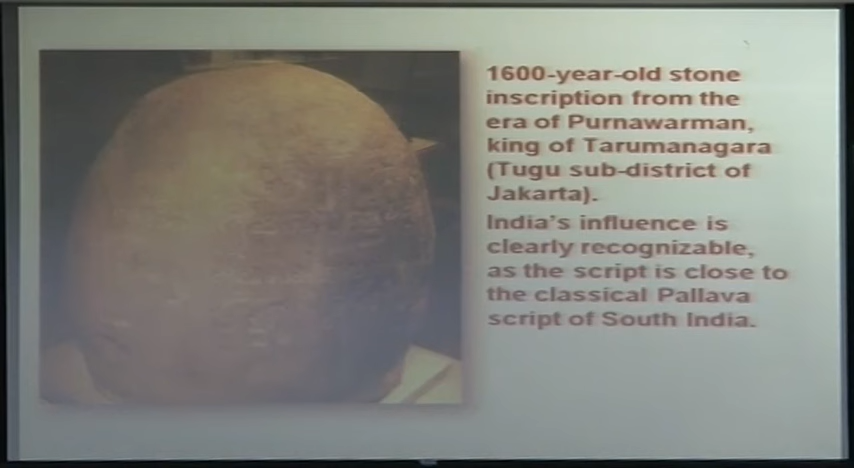 1600-year-old stone
inscription from the
era of Purnawarman,
king of Tarumanagara
(Tugu sub-district of
Jakarta).
India's influence is
clearly recognizable,
as the script is close to
the classical Pallava
script of South India.